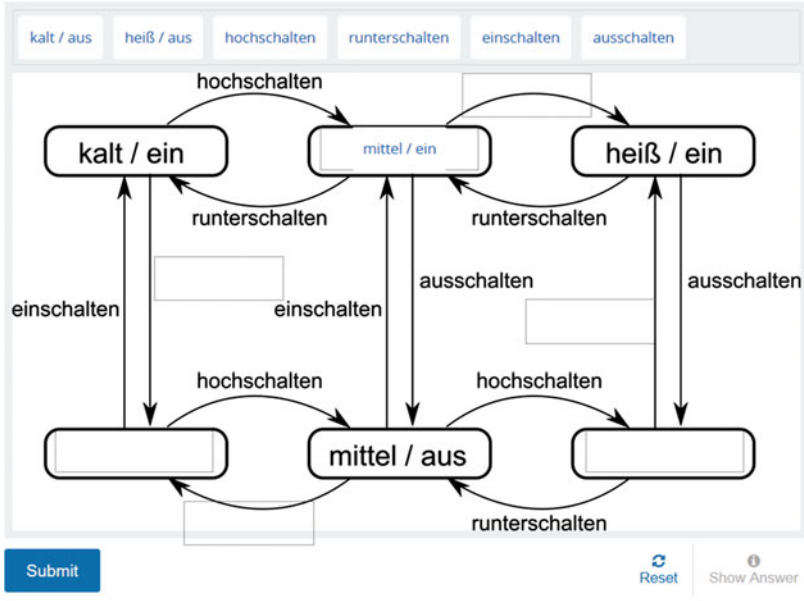 kalt / aus
heiß / aus
hochschalten
runterschalten
einschalten
ausschalten
hochschalten
kalt / ein
mittel / ein
heiß / ein
runterschalten
runterschalten
einschalten
einschalten
ausschalten
ausschalten
hochschalten
hochschalten
mittel / aus
runterschalten
Submit
Reset
Show Answer